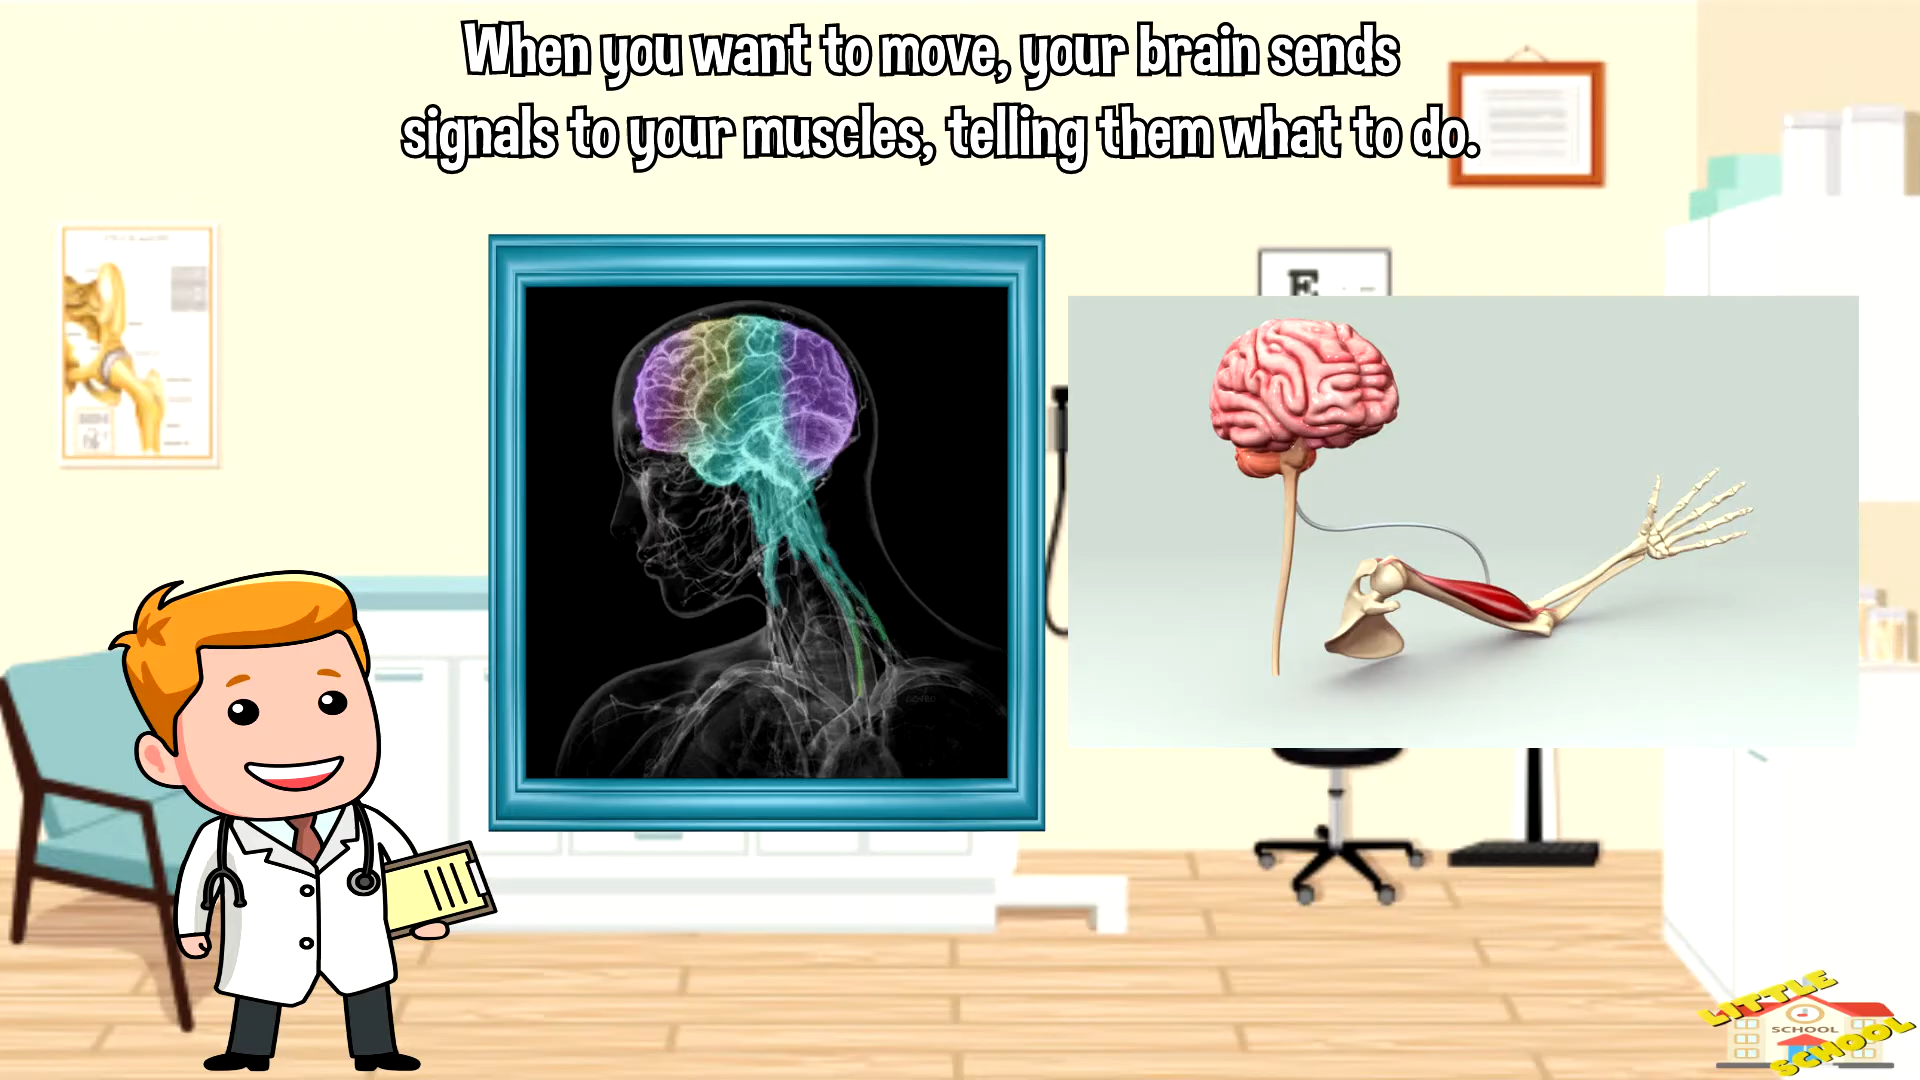 When you want to move, your brain sends
signals to your muscles, telling them what to do.
E
LITTLE
SCHOOL
SCHOOL